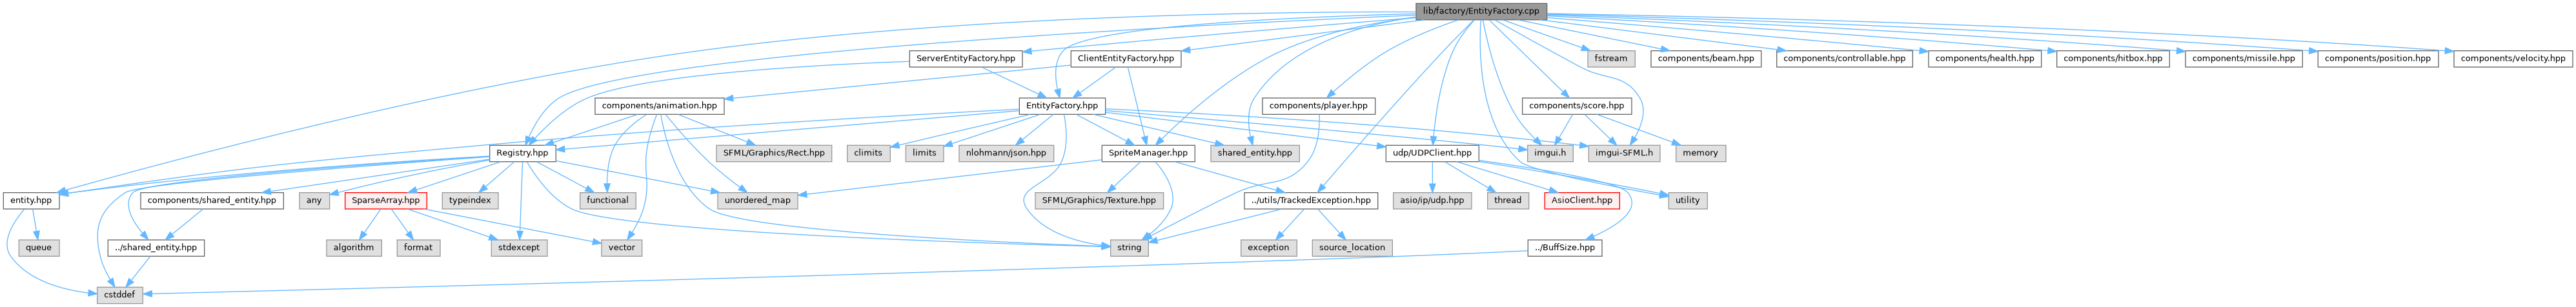 lib/factory/EntityFactory.cpp
ServerEntityFactory.hpp
ClientEntityFactory.hpp
fstream
components/beam.hpp
components/controllable.hpp
components/health.hpp
components/hitbox.hpp
components/missile.hpp
components/position.hpp
components/velocity.hpp
components/animation.hpp
EntityFactory.hpp
components/player.hpp
components/score.hpp
Registry.hpp
SFML/Graphics/Rect.hpp
climits
limits
nlohmann/json.hpp
SpriteManager.hpp
shared_entity.hpp
udp/UDPClient.hpp
imgui.h
imgui-SFML.h
memory
entity.hpp
components/shared_entity.hpp
any
SparseArray.hpp
typeindex
functional
unordered_map
SFML/Graphics/Texture.hpp
../utils/TrackedException.hpp
asio/ip/udp.hpp
thread
AsioClient.hpp
utility
queue
../shared_entity.hpp
algorithm
format
stdexcept
vector
string
exception
source_location
../BuffSize.hpp
cstddef